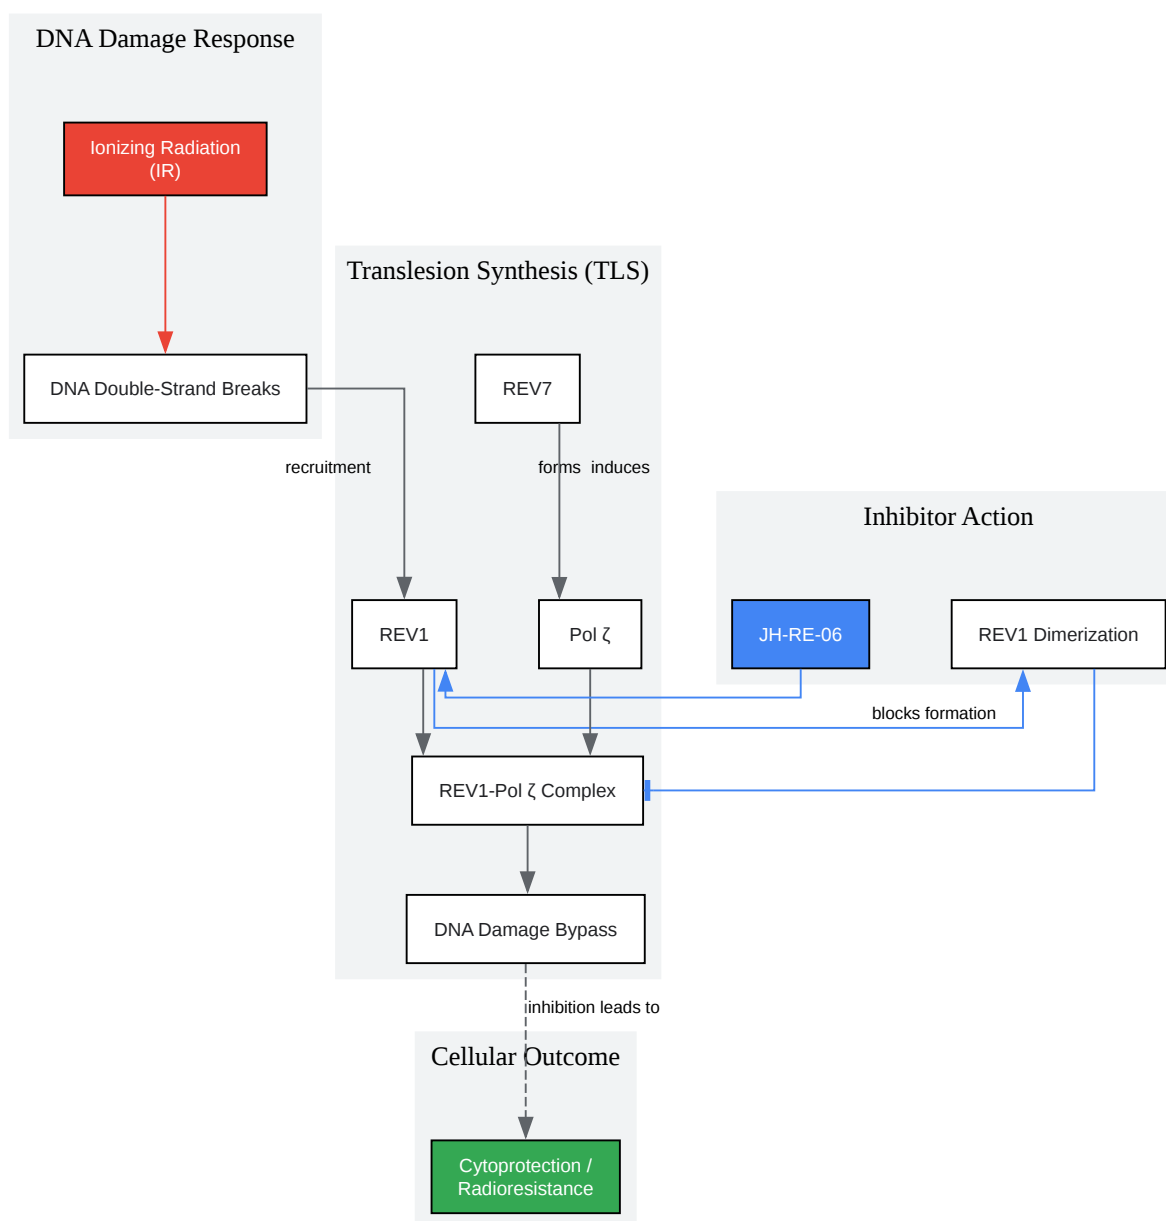 DNA Damage Response
Ionizing Radiation
(IR)
Translesion Synthesis (TLS)
DNA Double-Strand Breaks
REV7
recruitment
forms
induces
Inhibitor Action
REV1
Pol ζ
JH-RE-06
REV1 Dimerization
blocks formation
REV1-Pol ζ Complex
DNA Damage Bypass
inhibition leads to
Cellular Outcome
Cytoprotection /
Radioresistance